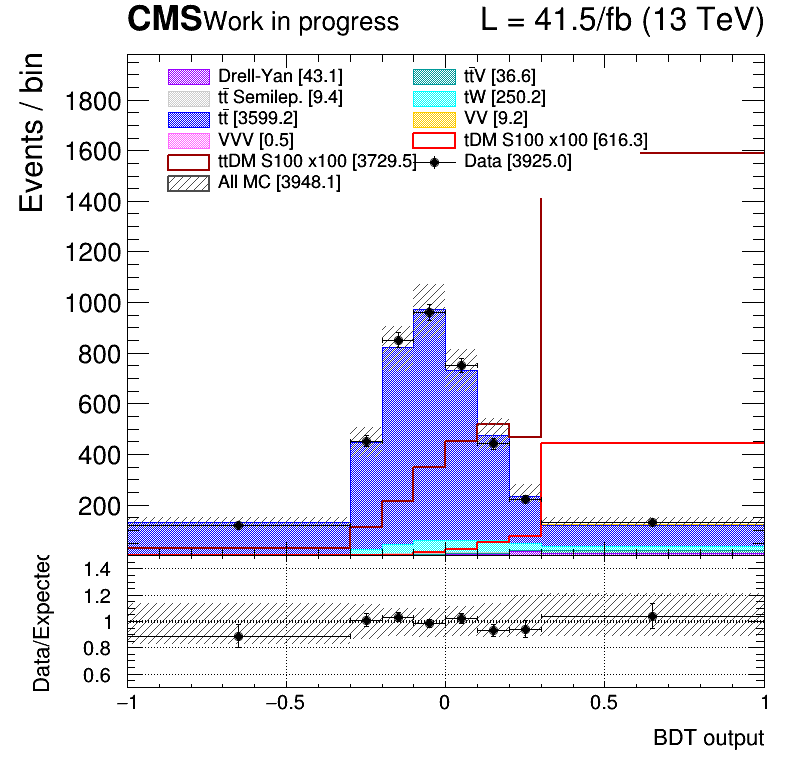 CMS Work in progress L = 41.5/fb (13 TeV)
Events / bin
Drell-Yan [43.1] tt̄V [36.6]
tt̄ Semilep. [9.4] tW [250.2]
tt̄ [3599.2] VV [9.2]
VVV [0.5] tDM S100 x100 [616.3]
ttDM S100 x100 [3729.5] Data [3925.0]
All MC [3948.1]
1800
1600
1400
1200
1000
800
600
400
200
Data/Expected
1.4
1.2
1
0.8
0.6
−1 −0.5 0 0.5 1
BDT output